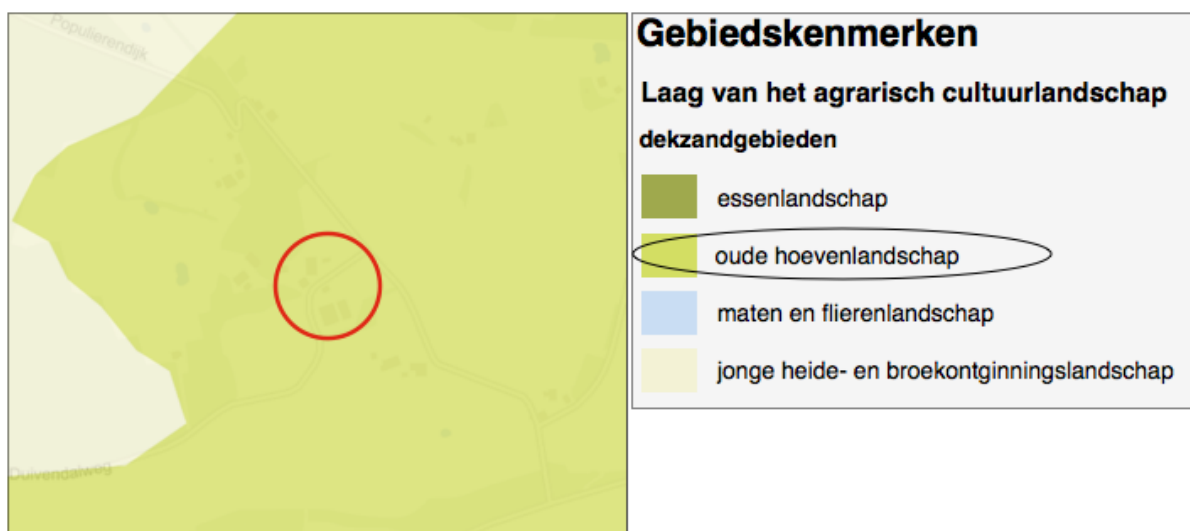 Populierendijk
Duivendalweg
Gebiedskenmerken
Laag van het agrarisch cultuurlandschap
dekzandgebieden
essenlandschap
oude hoevenlandschap
maten en flierenlandschap
jonge heide- en broekontginningslandschap